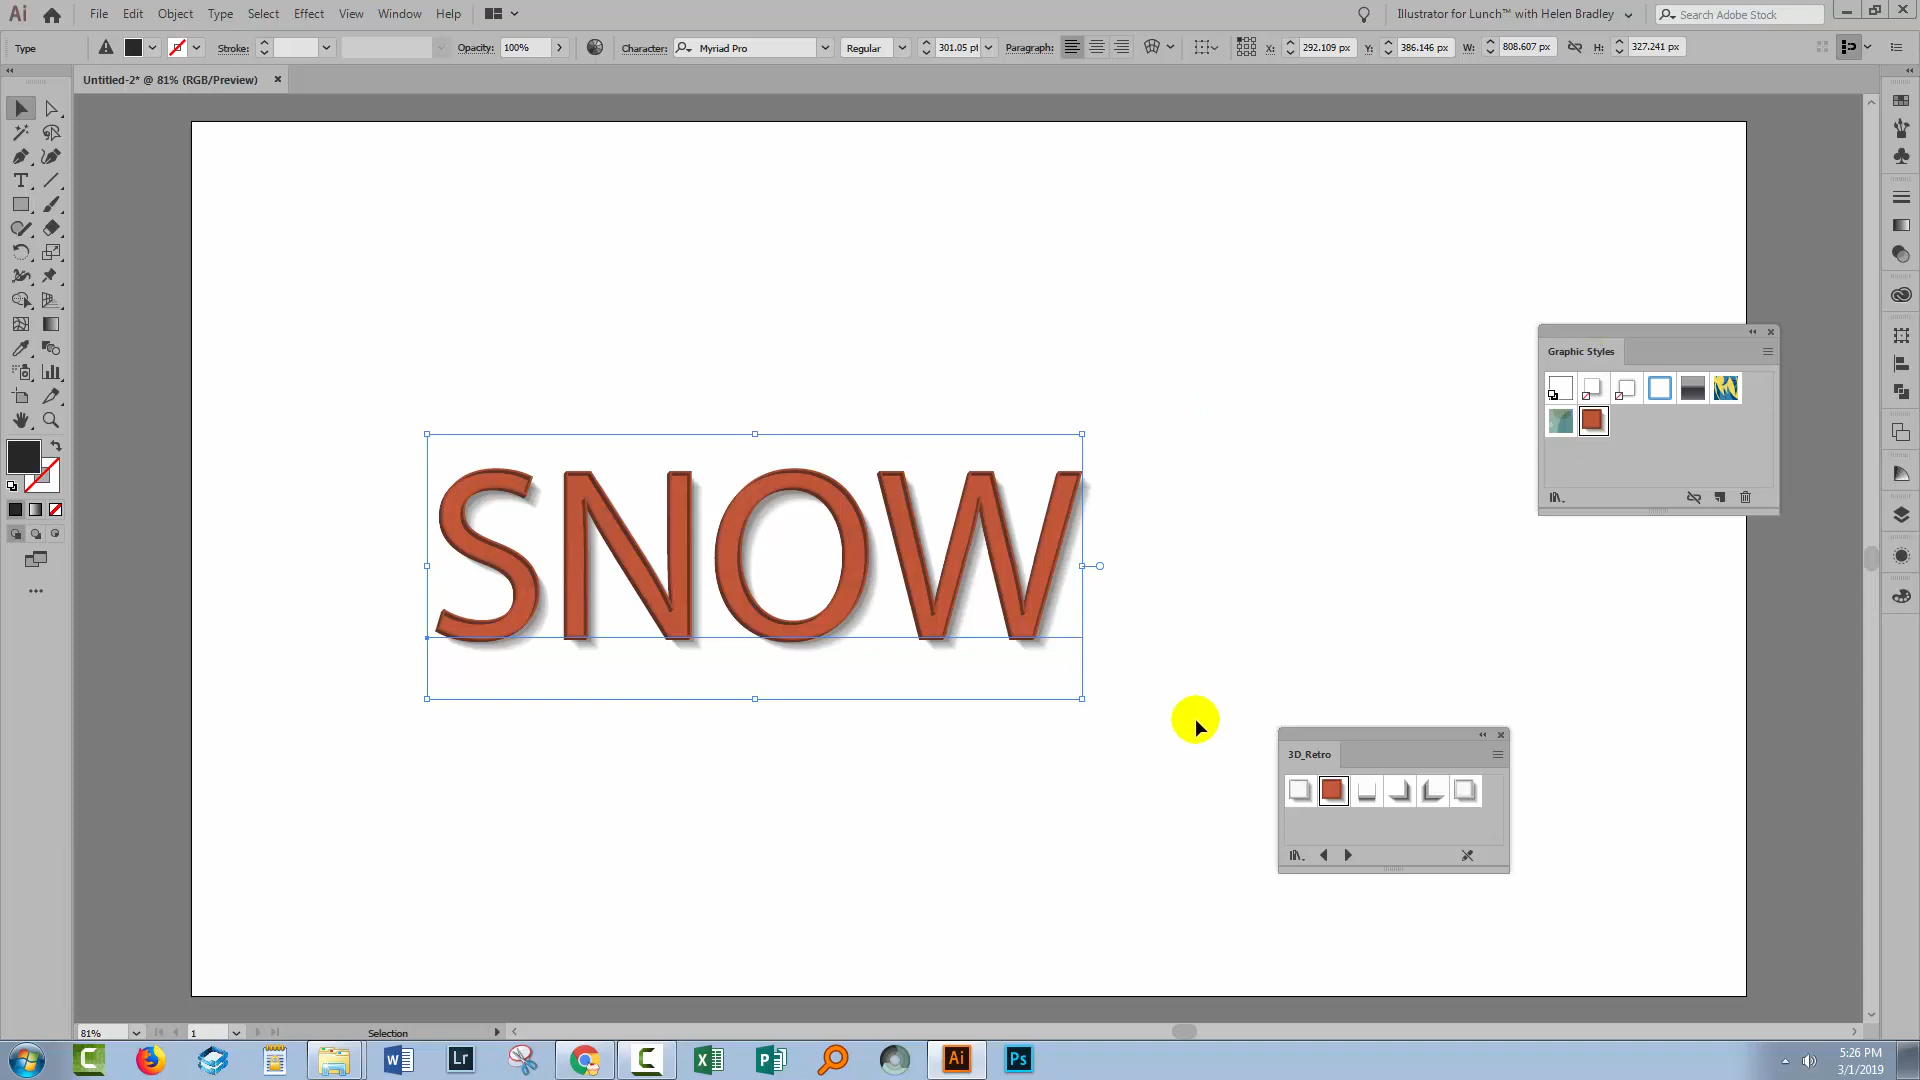 Ai File Edit Object Type Select Effect View Window Help Illustrator for Lunch™ with Helen Bradley Search Adobe Stock
Type Stroke: Opacity: 100% Character: Myriad Pro Regular 301.05 pt Paragraph: X: 292.109 px Y: 386.146 px W: 808.607 px H: 327.241 px
Untitled-2* @ 81% (RGB/Preview)
Graphic Styles
SNOW
3D_Retro
81% 1 Selection
W Lr X P Ai Ps
5:26 PM
3/1/2019